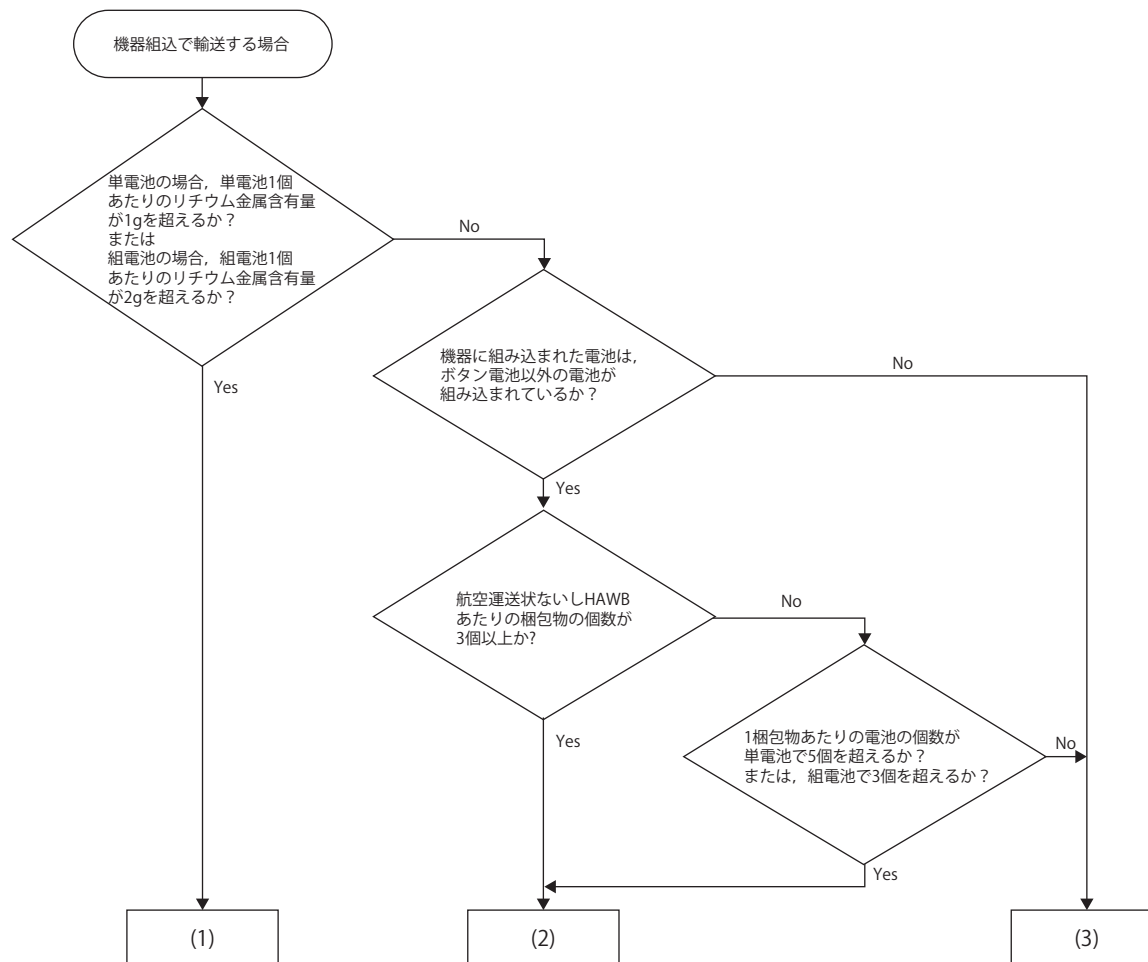 機器組込で輸送する場合
単電池の場合，単電池1個
あたりのリチウム金属含有量
が1gを超えるか？
または
組電池の場合，組電池1個
あたりのリチウム金属含有量
が2gを超えるか？
No
Yes
機器に組み込まれた電池は，
ボタン電池以外の電池が
組み込まれているか？
No
Yes
航空運送状ないしHAWB
あたりの梱包物の個数が
3個以上か?
No
Yes
1梱包物あたりの電池の個数が
単電池で5個を超えるか？
または，組電池で3個を超えるか？
No
Yes
(1)
(2)
(3)